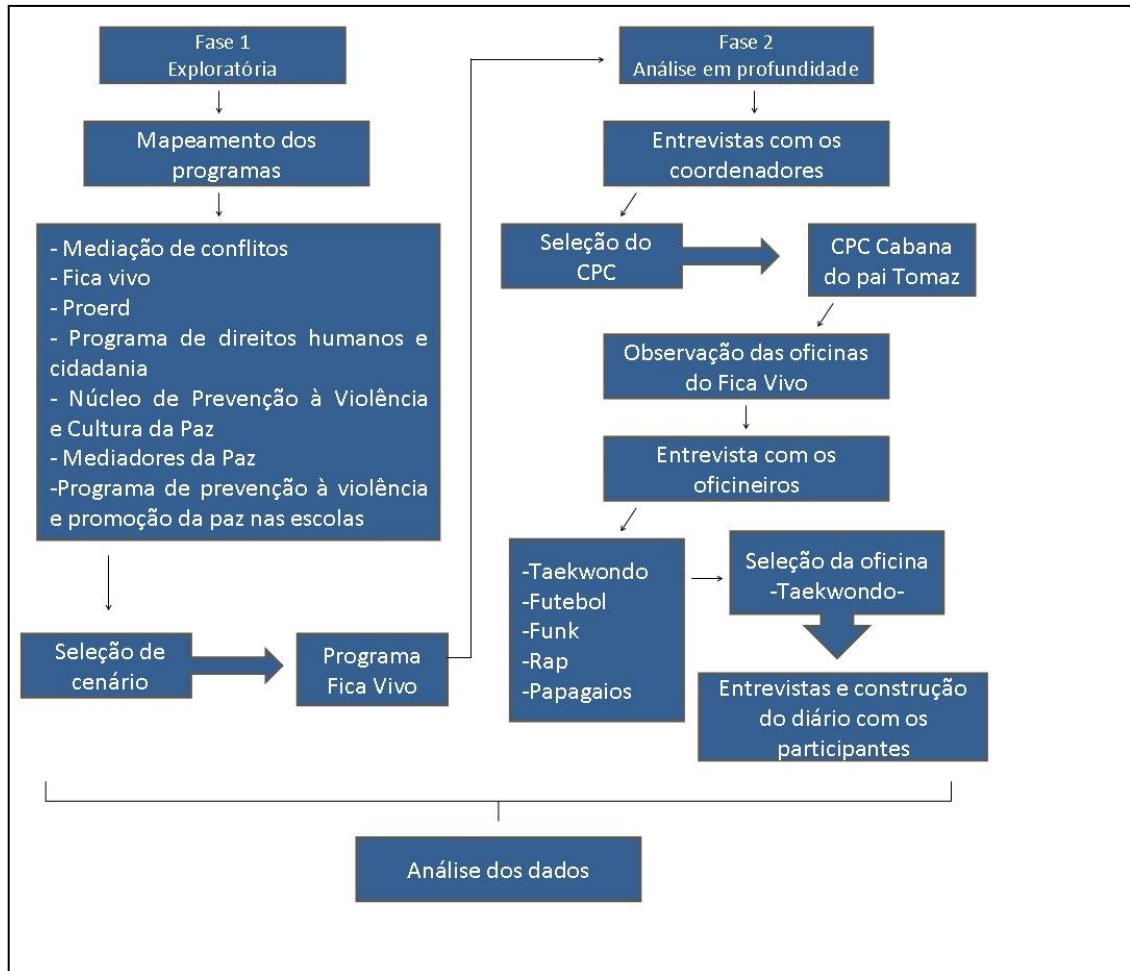 Fase 1
Exploratória
Mapeamento dos
programas
- Mediação de conflitos
- Fica vivo
- Proerd
- Programa de direitos humanos e
cidadania
- Núcleo de Prevenção à Violência
e Cultura da Paz
- Mediadores da Paz
-Programa de prevenção à violência
e promoção da paz nas escolas
Seleção de
cenário
Programa
Fica Vivo
Fase 2
Análise em profundidade
Entrevistas com os
coordenadores
Seleção do
CPC
CPC Cabana
do pai Tomaz
Observação das oficinas
do Fica Vivo
Entrevista com os
oficineiros
-Taekwondo
-Futebol
-Funk
-Rap
-Papagaios
Seleção da oficina
-Taekwondo-
Entrevistas e construção
do diário com os
participantes
Análise dos dados